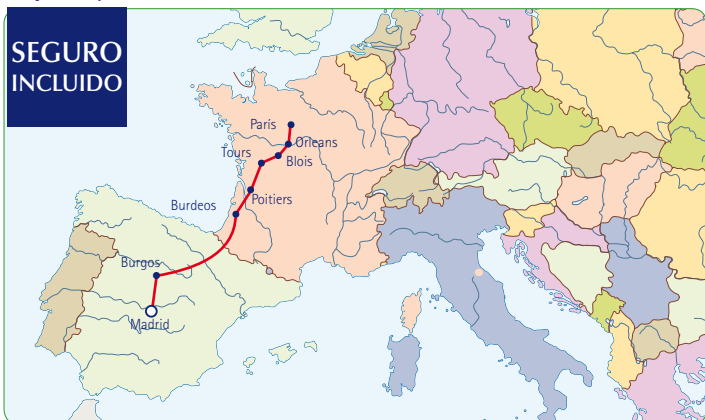 SEGURO
INCLUIDO
París
Orleans
Tours
Blois
Poitiers
Burdeos
Burgos
Madrid